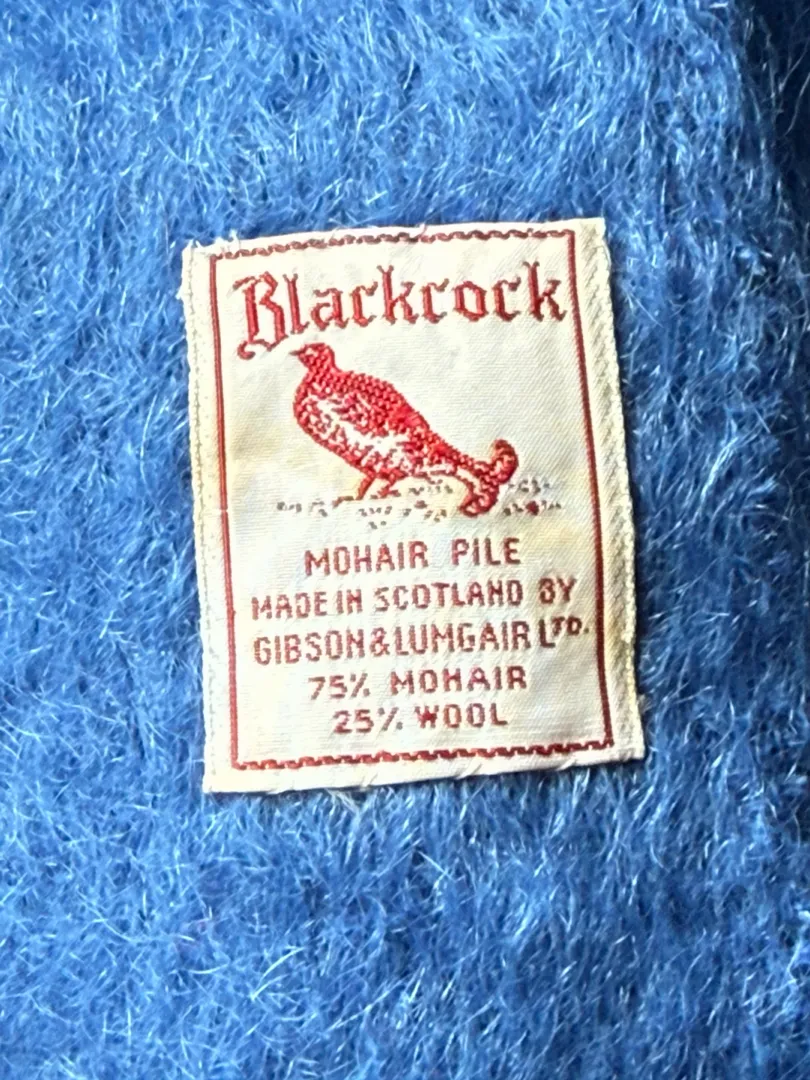 Blackcock
MOHAIR PILE
MADE IN SCOTLAND BY
GIBSON & LUMGAIR LTD.
75% MOHAIR
25% WOOL